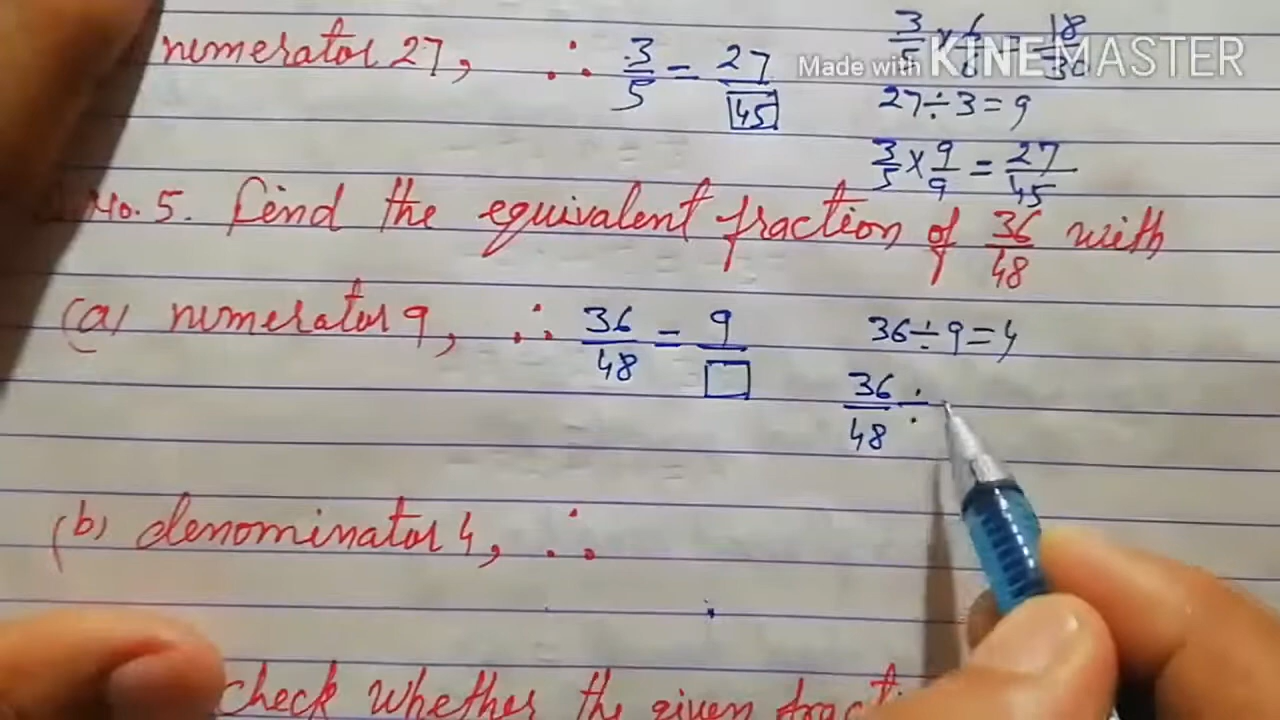 numerator 27, ∴ 3/5 = 27/45
3/5 × 6/6 = 18/30
Made with KINEMASTER
27 ÷ 3 = 9
3/5 × 9/9 = 27/45
No. 5. Find the equivalent fraction of 36/48 with
(a) numerator 9, ∴ 36/48 = 9/□
36 ÷ 9 = 4
36/48 ÷
(b) denominator 4, ∴
check whether the given